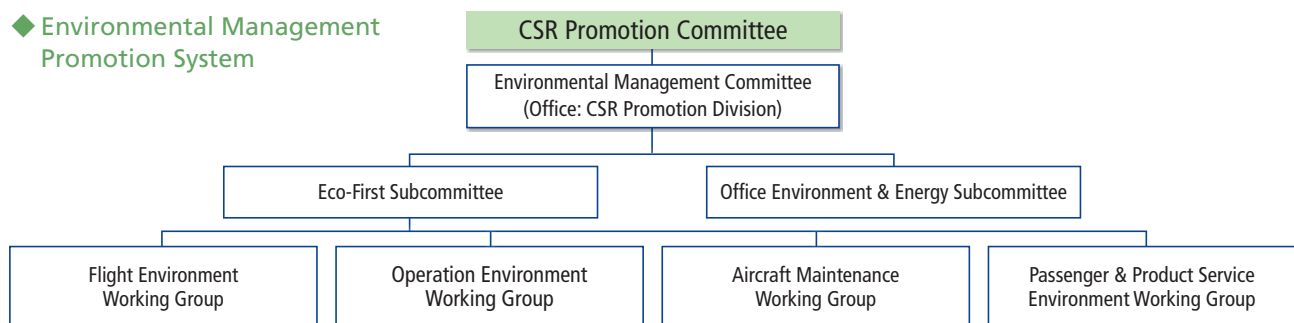 ◆ Environmental Management
Promotion System
CSR Promotion Committee
Environmental Management Committee
(Office: CSR Promotion Division)
Eco-First Subcommittee
Office Environment & Energy Subcommittee
Flight Environment
Working Group
Operation Environment
Working Group
Aircraft Maintenance
Working Group
Passenger & Product Service
Environment Working Group